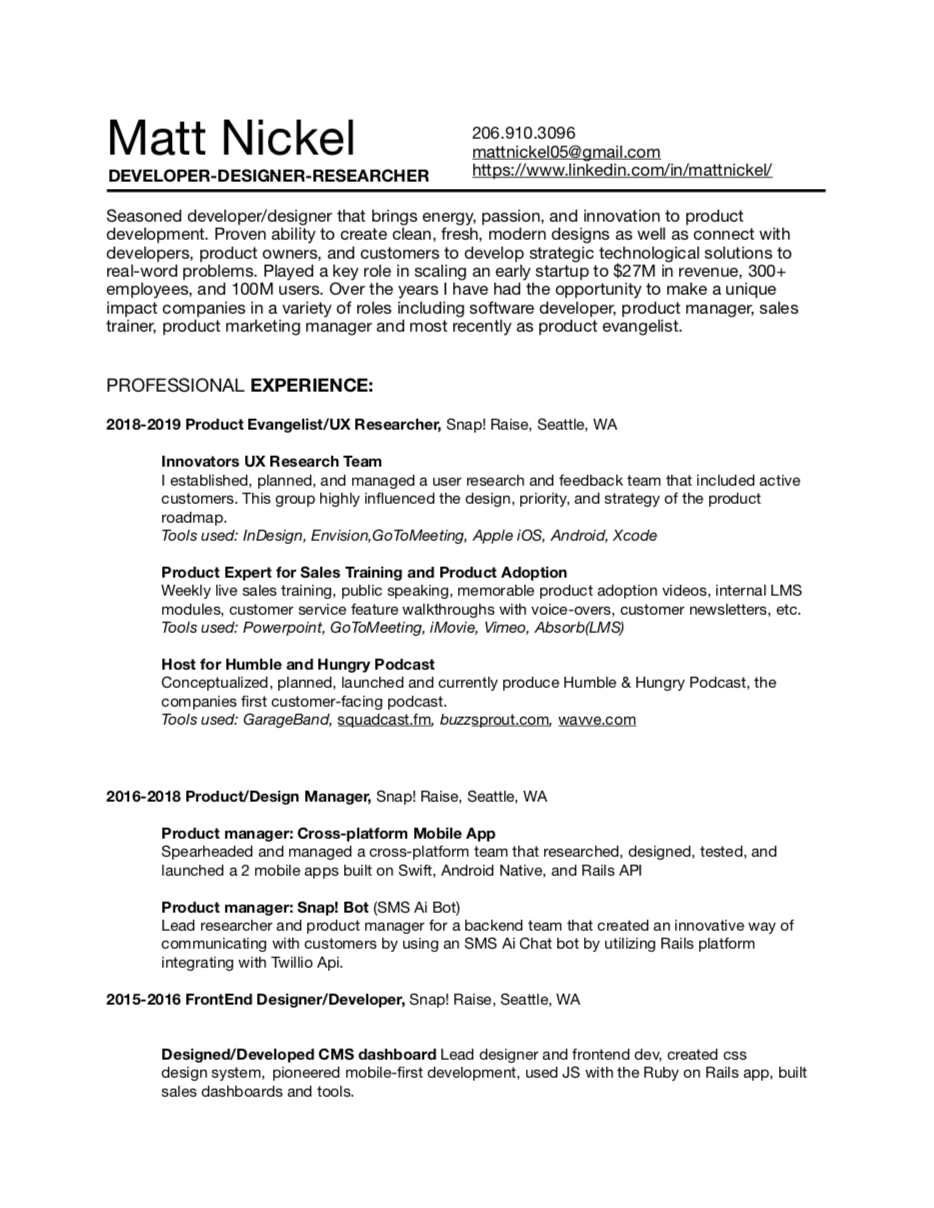 Matt Nickel
DEVELOPER-DESIGNER-RESEARCHER
206.910.3096
mattnickel05@gmail.com
https://www.linkedin.com/in/mattnickel/
Seasoned developer/designer that brings energy, passion, and innovation to product
development. Proven ability to create clean, fresh, modern designs as well as connect with
developers, product owners, and customers to develop strategic technological solutions to
real-word problems. Played a key role in scaling an early startup to $27M in revenue, 300+
employees, and 100M users. Over the years I have had the opportunity to make a unique
impact companies in a variety of roles including software developer, product manager, sales
trainer, product marketing manager and most recently as product evangelist.
PROFESSIONAL EXPERIENCE:
2018-2019 Product Evangelist/UX Researcher, Snap! Raise, Seattle, WA
Innovators UX Research Team
I established, planned, and managed a user research and feedback team that included active
customers. This group highly influenced the design, priority, and strategy of the product
roadmap.
Tools used: InDesign, Envision,GoToMeeting, Apple iOS, Android, Xcode
Product Expert for Sales Training and Product Adoption
Weekly live sales training, public speaking, memorable product adoption videos, internal LMS
modules, customer service feature walkthroughs with voice-overs, customer newsletters, etc.
Tools used: Powerpoint, GoToMeeting, iMovie, Vimeo, Absorb(LMS)
Host for Humble and Hungry Podcast
Conceptualized, planned, launched and currently produce Humble & Hungry Podcast, the
companies first customer-facing podcast.
Tools used: GarageBand, squadcast.fm, buzzsprout.com, wavve.com
2016-2018 Product/Design Manager, Snap! Raise, Seattle, WA
Product manager: Cross-platform Mobile App
Spearheaded and managed a cross-platform team that researched, designed, tested, and
launched a 2 mobile apps built on Swift, Android Native, and Rails API
Product manager: Snap! Bot (SMS Ai Bot)
Lead researcher and product manager for a backend team that created an innovative way of
communicating with customers by using an SMS Ai Chat bot by utilizing Rails platform
integrating with Twillio Api.
2015-2016 FrontEnd Designer/Developer, Snap! Raise, Seattle, WA
Designed/Developed CMS dashboard Lead designer and frontend dev, created css
design system, pioneered mobile-first development, used JS with the Ruby on Rails app, built
sales dashboards and tools.